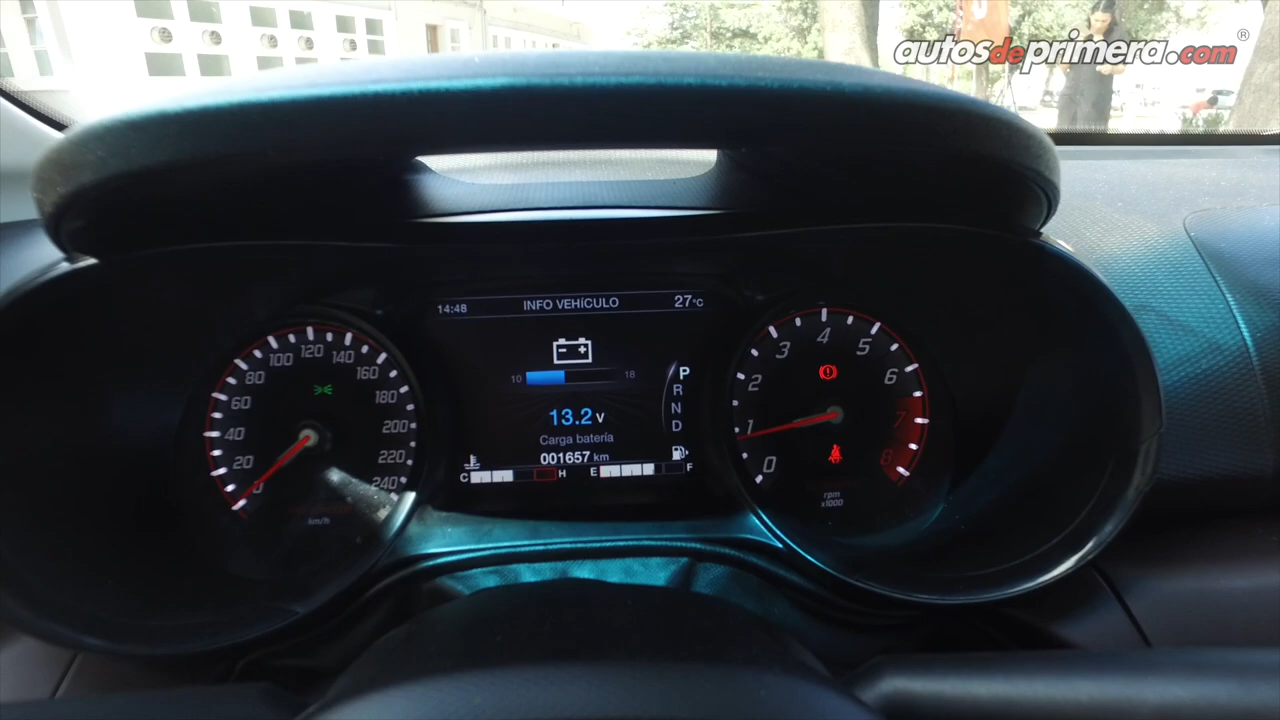 autosdeprimera.com®
14:48 INFO VEHÍCULO 27°C
10 18
13.2 V
Carga batería
001657 km
C H E F
P
R
N
D
0 20 40 60 80 100 120 140 160 180 200 220 240
km/h
0 1 2 3 4 5 6 7 8
rpm
x1000